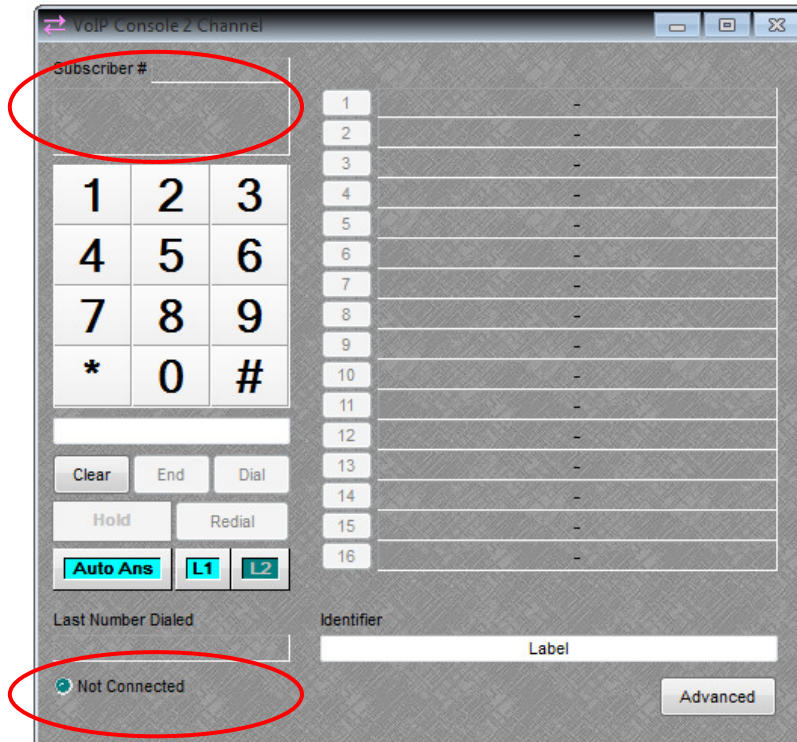 VoIP Console 2 Channel
Subscriber #
1 2 3
4 5 6
7 8 9
* 0 #
Clear End Dial
Hold Redial
Auto Ans L1 L2
Last Number Dialed
Not Connected
1 -
2 -
3 -
4 -
5 -
6 -
7 -
8 -
9 -
10 -
11 -
12 -
13 -
14 -
15 -
16 -
Identifier
Label
Advanced